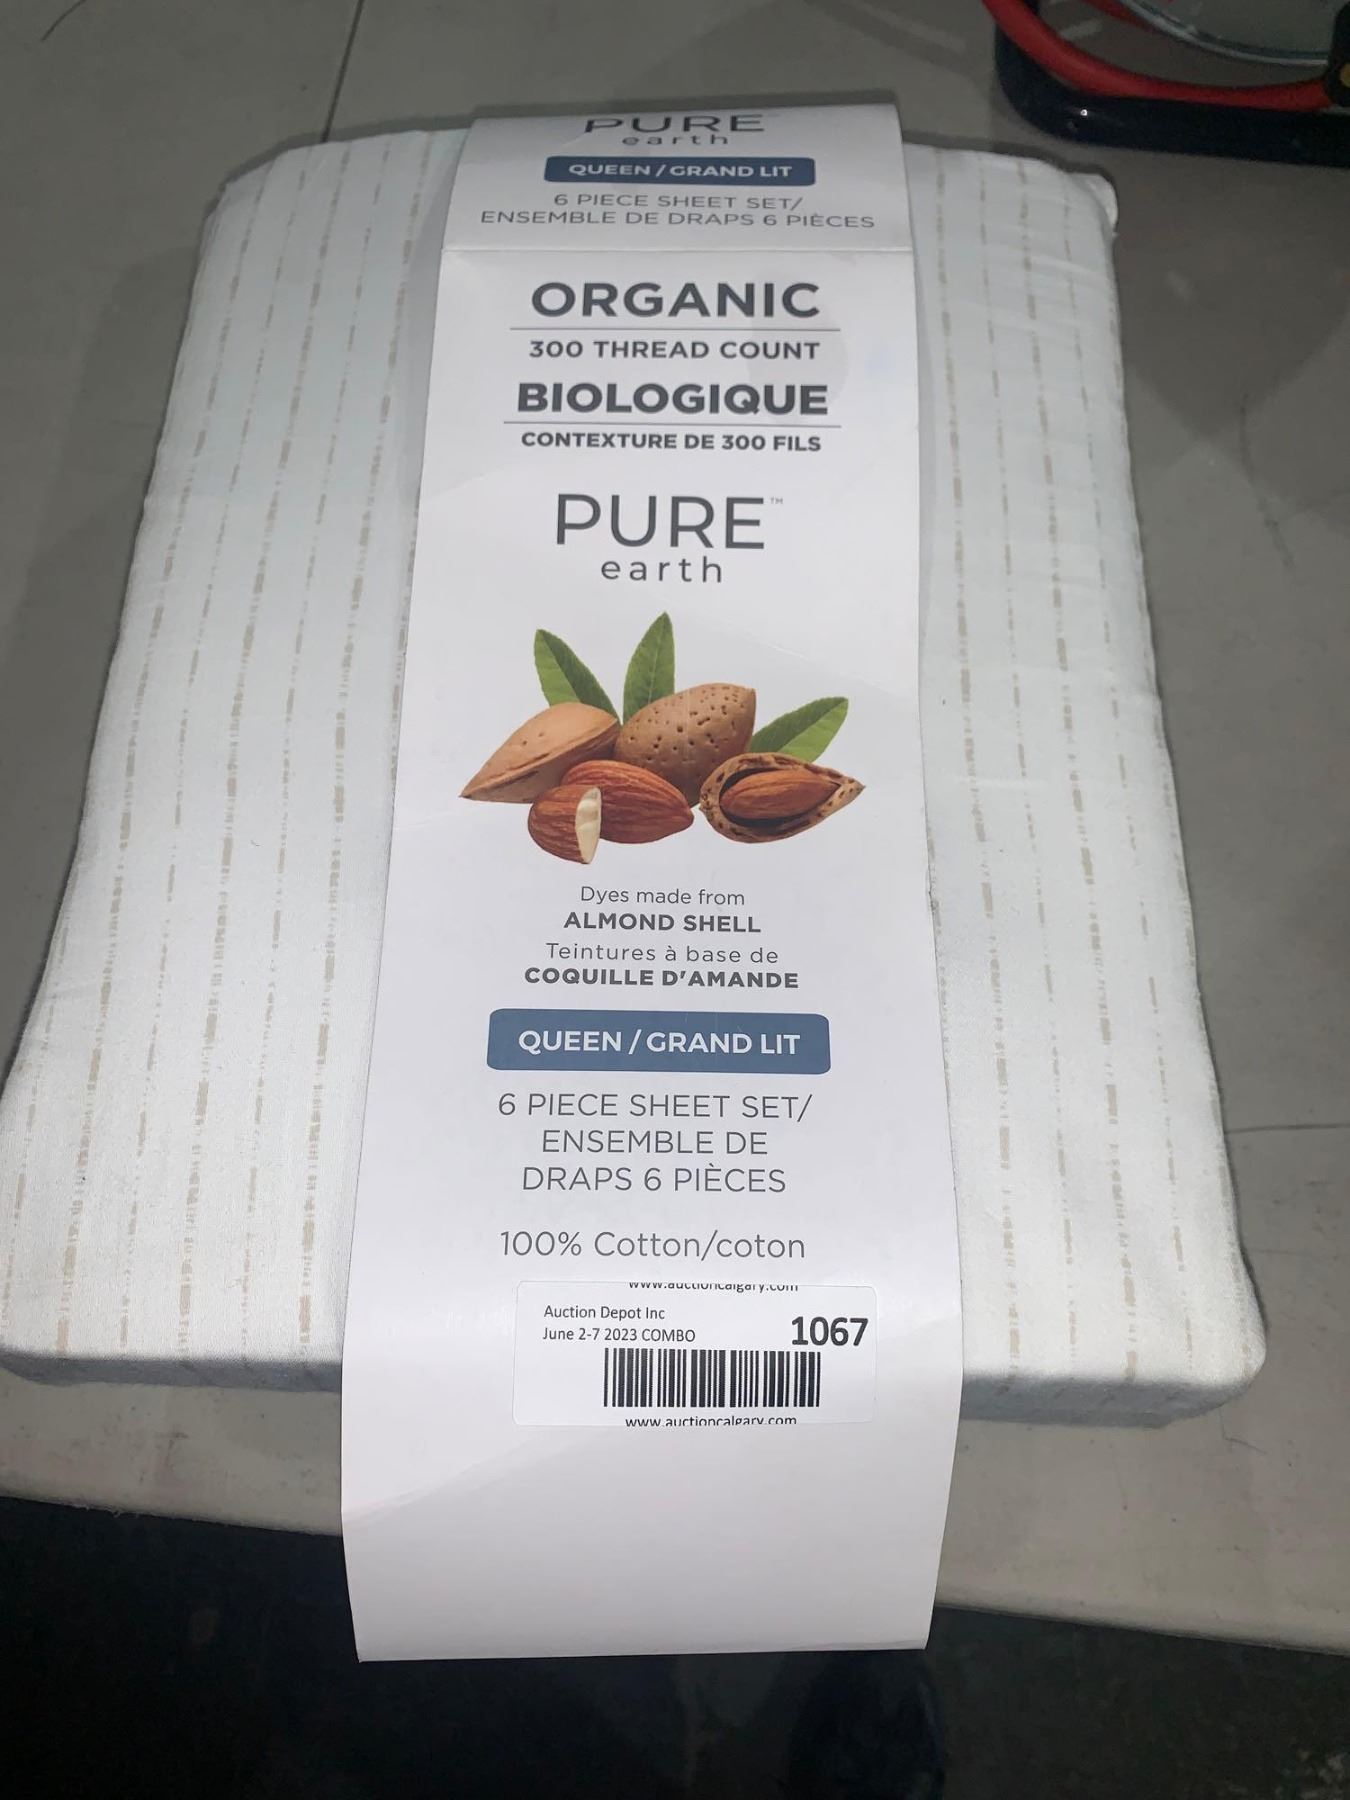 PURE
earth
QUEEN / GRAND LIT
6 PIECE SHEET SET/
ENSEMBLE DE DRAPS 6 PIÈCES
ORGANIC
300 THREAD COUNT
BIOLOGIQUE
CONTEXTURE DE 300 FILS
PURE™
earth
Dyes made from
ALMOND SHELL
Teintures à base de
COQUILLE D'AMANDE
QUEEN / GRAND LIT
6 PIECE SHEET SET/
ENSEMBLE DE
DRAPS 6 PIÈCES
100% Cotton/coton
www.auctioncalgary.com
Auction Depot Inc
June 2-7 2023 COMBO
1067
www.auctioncalgary.com